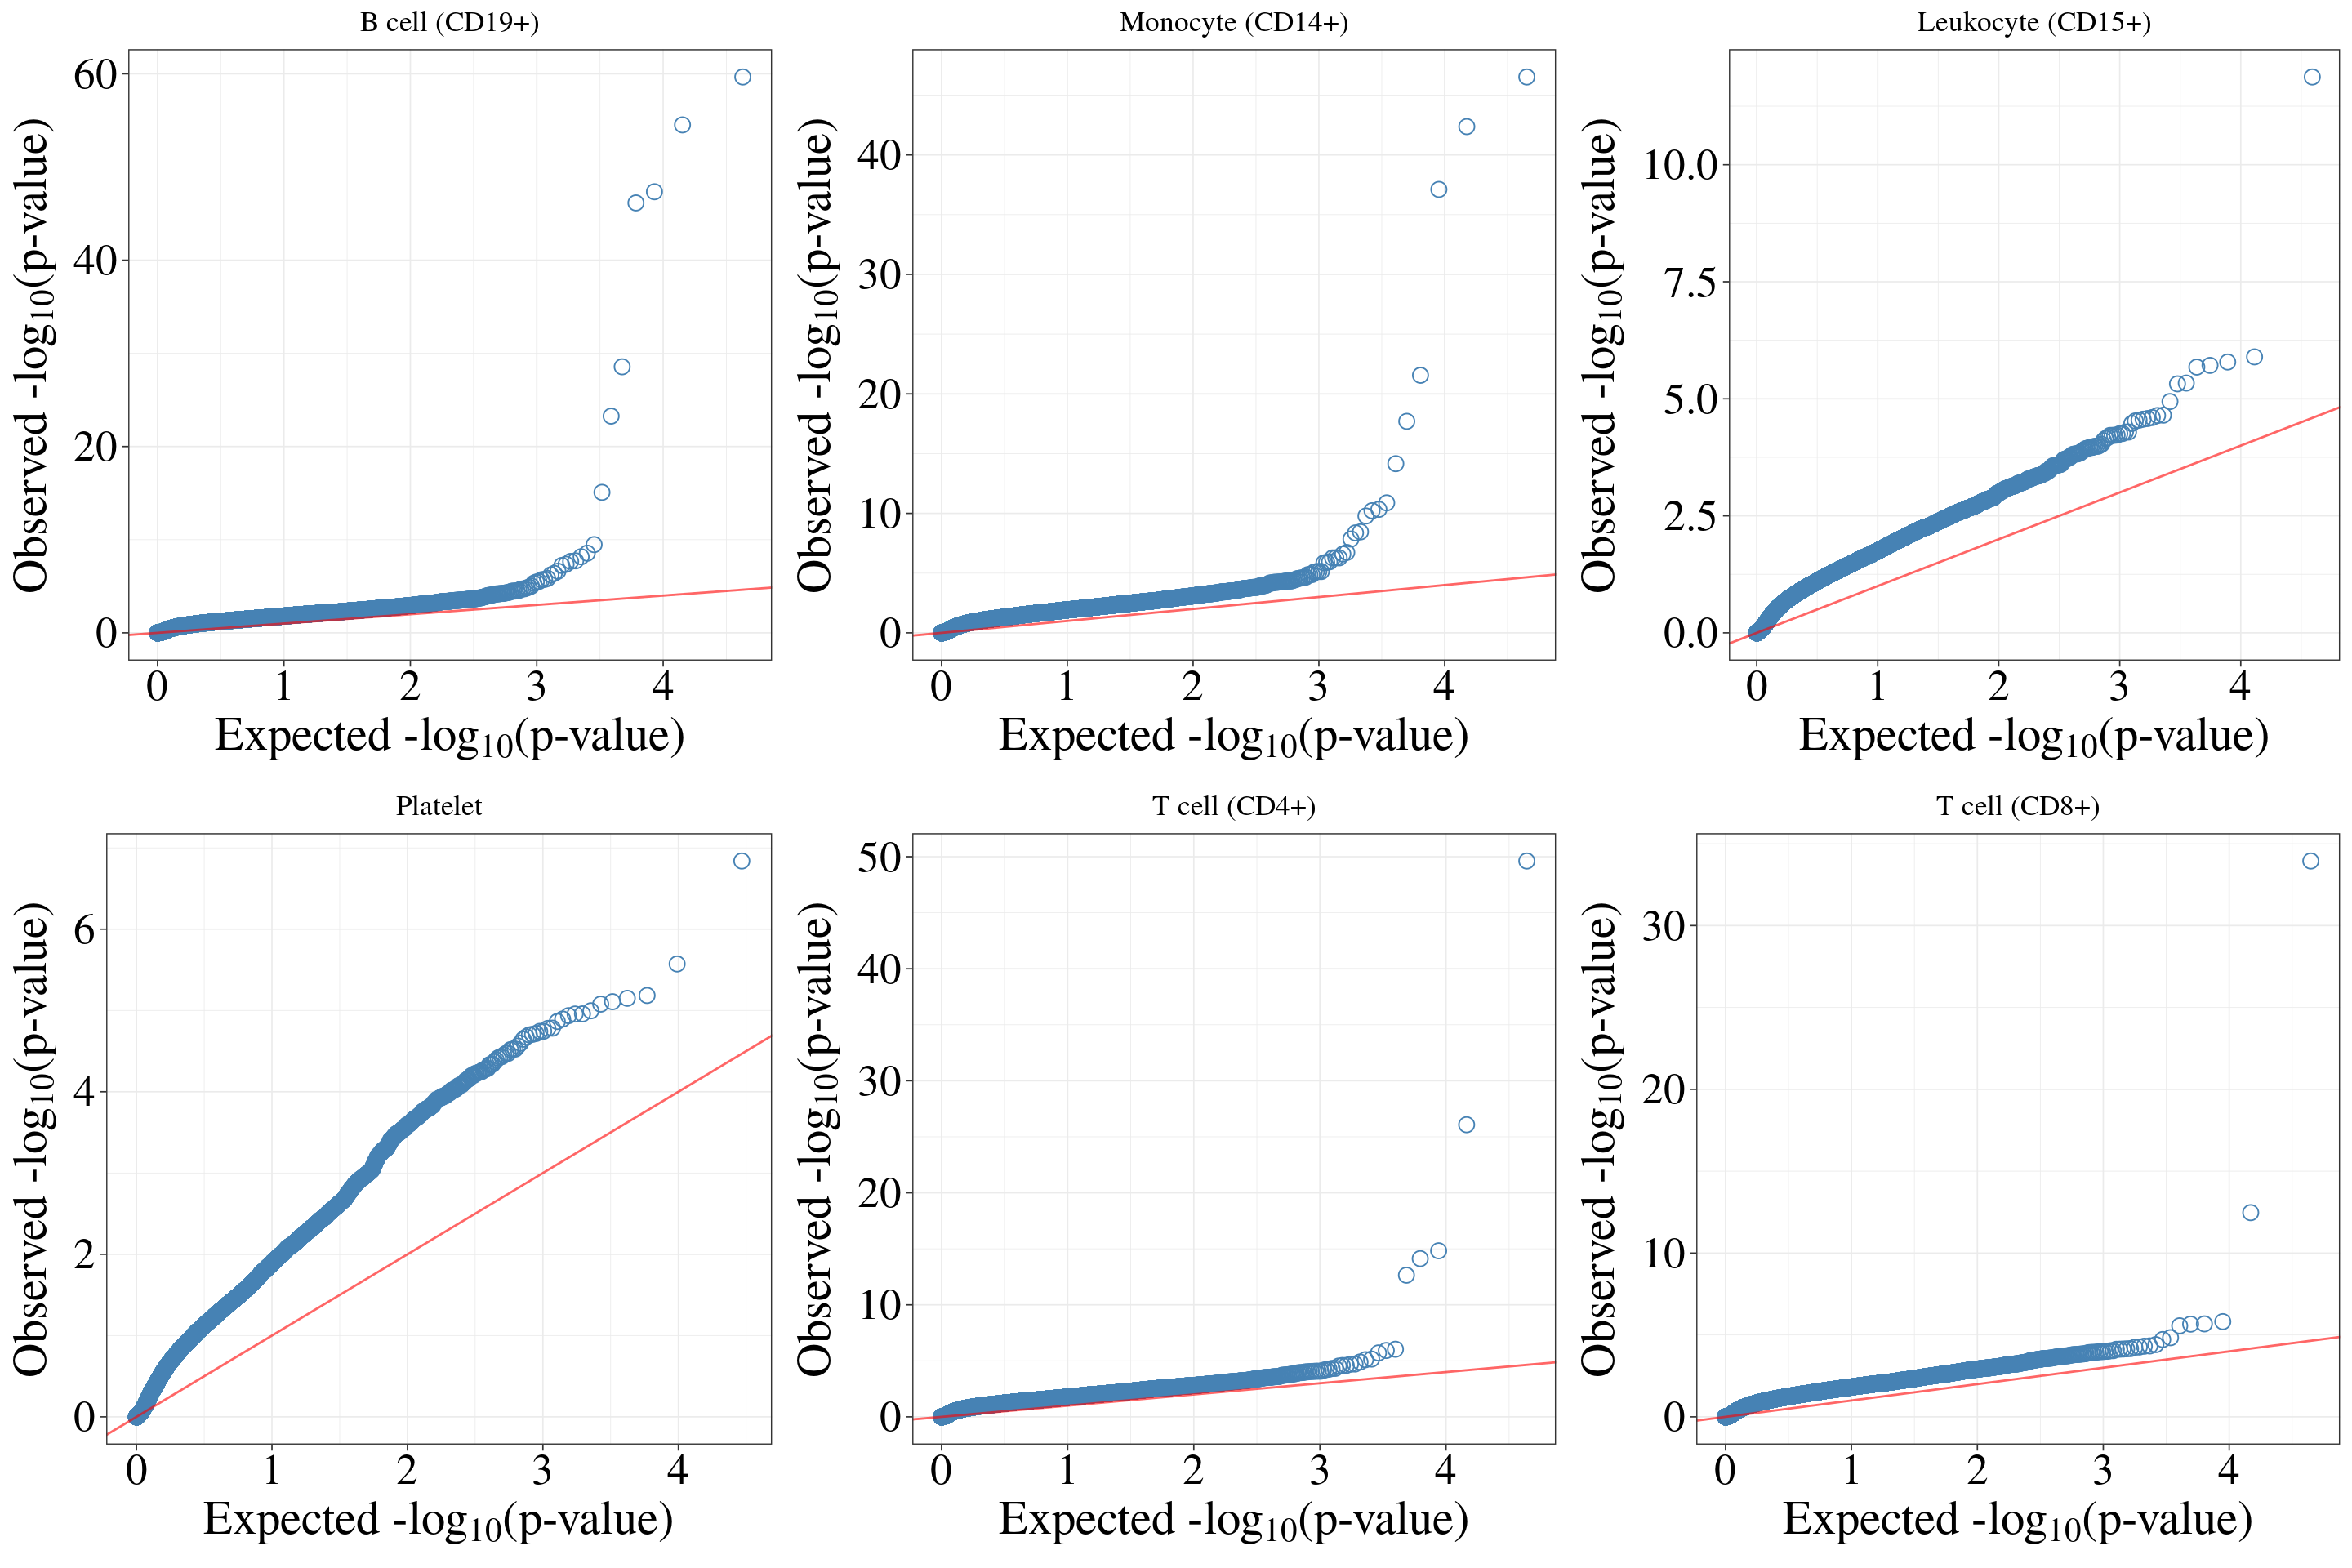 B cell (CD19+)
Observed -log10(p-value)
60
40
20
0
0 1 2 3 4
Expected -log10(p-value)
Monocyte (CD14+)
Observed -log10(p-value)
40
30
20
10
0
0 1 2 3 4
Expected -log10(p-value)
Leukocyte (CD15+)
Observed -log10(p-value)
10.0
7.5
5.0
2.5
0.0
0 1 2 3 4
Expected -log10(p-value)
Platelet
Observed -log10(p-value)
6
4
2
0
0 1 2 3 4
Expected -log10(p-value)
T cell (CD4+)
Observed -log10(p-value)
50
40
30
20
10
0
0 1 2 3 4
Expected -log10(p-value)
T cell (CD8+)
Observed -log10(p-value)
30
20
10
0
0 1 2 3 4
Expected -log10(p-value)